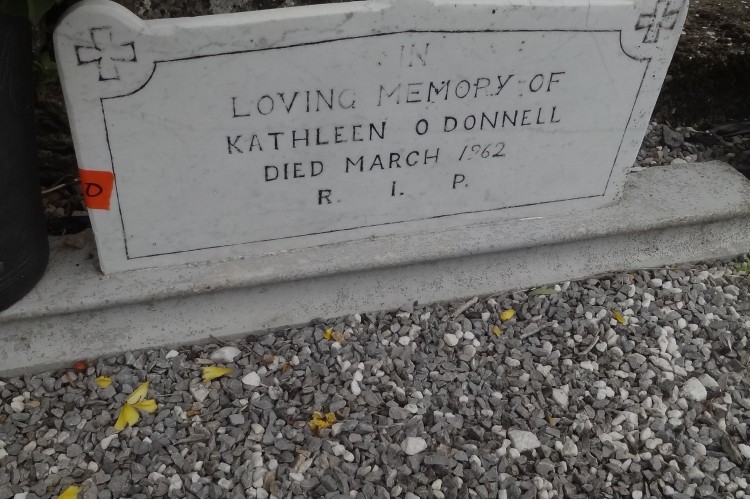 IN
LOVING MEMORY OF
KATHLEEN O DONNELL
DIED MARCH 1962
R. I. P.